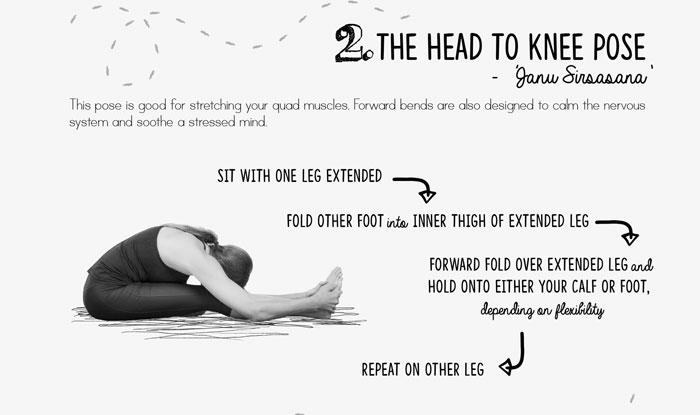 2. THE HEAD TO KNEE POSE
- 'Janu Sirsasana'
This pose is good for stretching your quad muscles. Forward bends are also designed to calm the nervous
system and soothe a stressed mind.
SIT WITH ONE LEG EXTENDED
FOLD OTHER FOOT into INNER THIGH OF EXTENDED LEG
FORWARD FOLD OVER EXTENDED LEG and
HOLD ONTO EITHER YOUR CALF OR FOOT,
depending on flexibility
REPEAT ON OTHER LEG